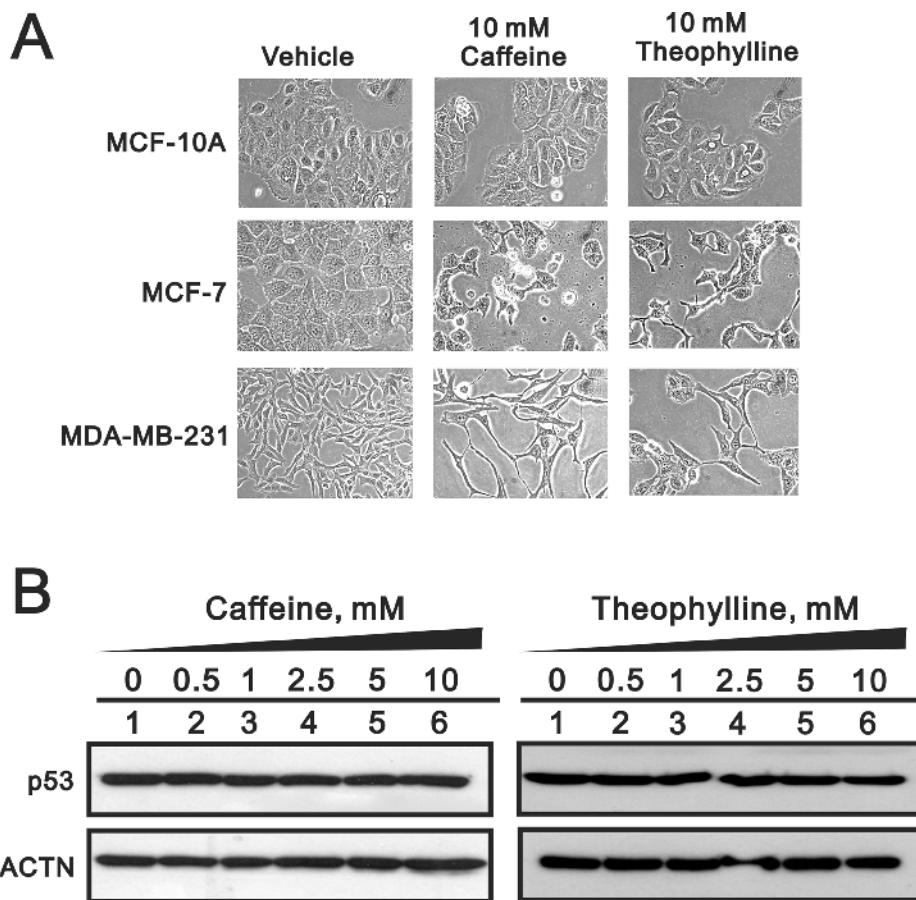 A
Vehicle
10 mM
Caffeine
10 mM
Theophylline
MCF-10A
MCF-7
MDA-MB-231
B
Caffeine, mM
Theophylline, mM
0 0.5 1 2.5 5 10
0 0.5 1 2.5 5 10
1 2 3 4 5 6
1 2 3 4 5 6
p53
ACTN